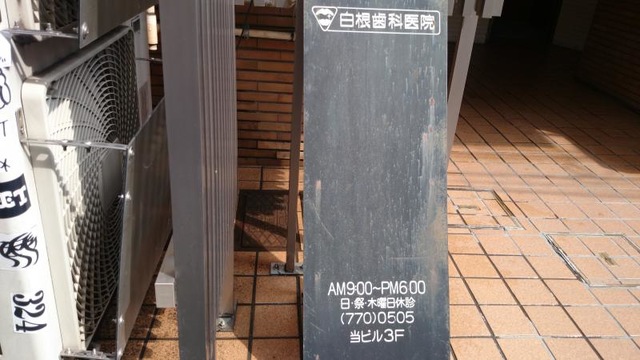 白根歯科医院
AM9:00~PM6:00
日・祭・木曜日休診
(770)0505
当ビル3F
324